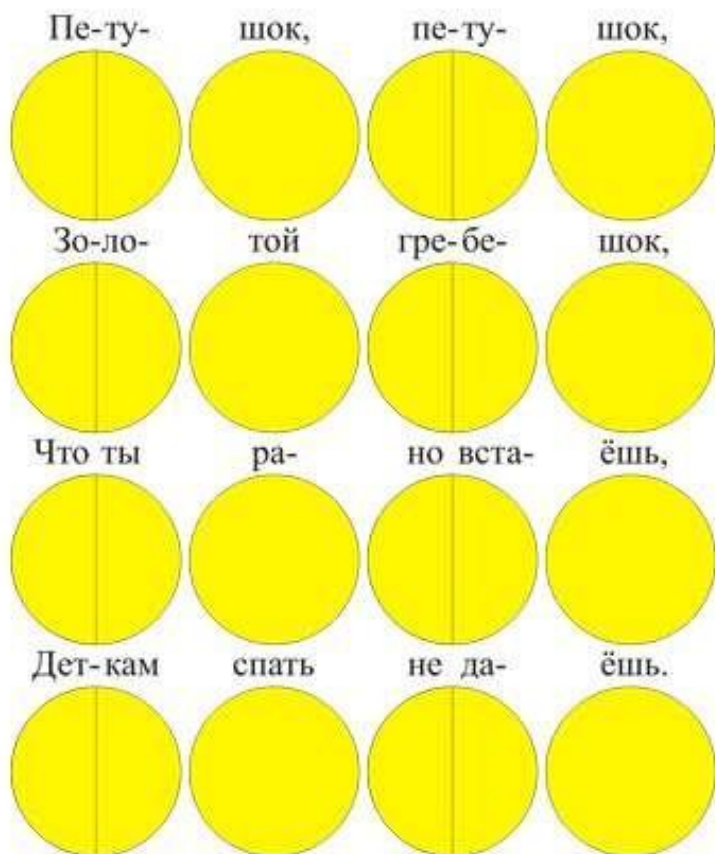 Пе-ту- шок, пе-ту- шок,
Зо-ло- той гре-бе- шок,
Что ты ра- но вста- ёшь,
Дет-кам спать не да- ёшь.